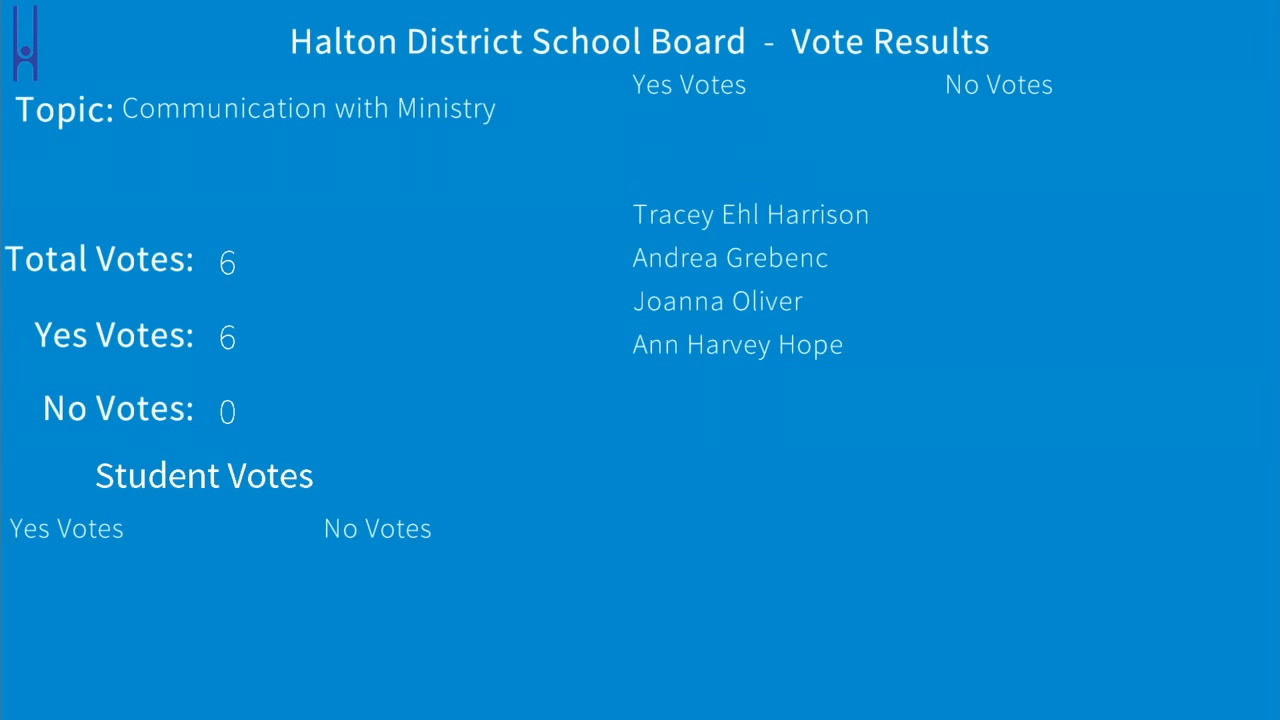 Halton District School Board - Vote Results
Topic: Communication with Ministry
Total Votes: 6
Yes Votes: 6
No Votes: 0
Student Votes
Yes Votes No Votes
Yes Votes No Votes
Tracey Ehl Harrison
Andrea Grebenc
Joanna Oliver
Ann Harvey Hope